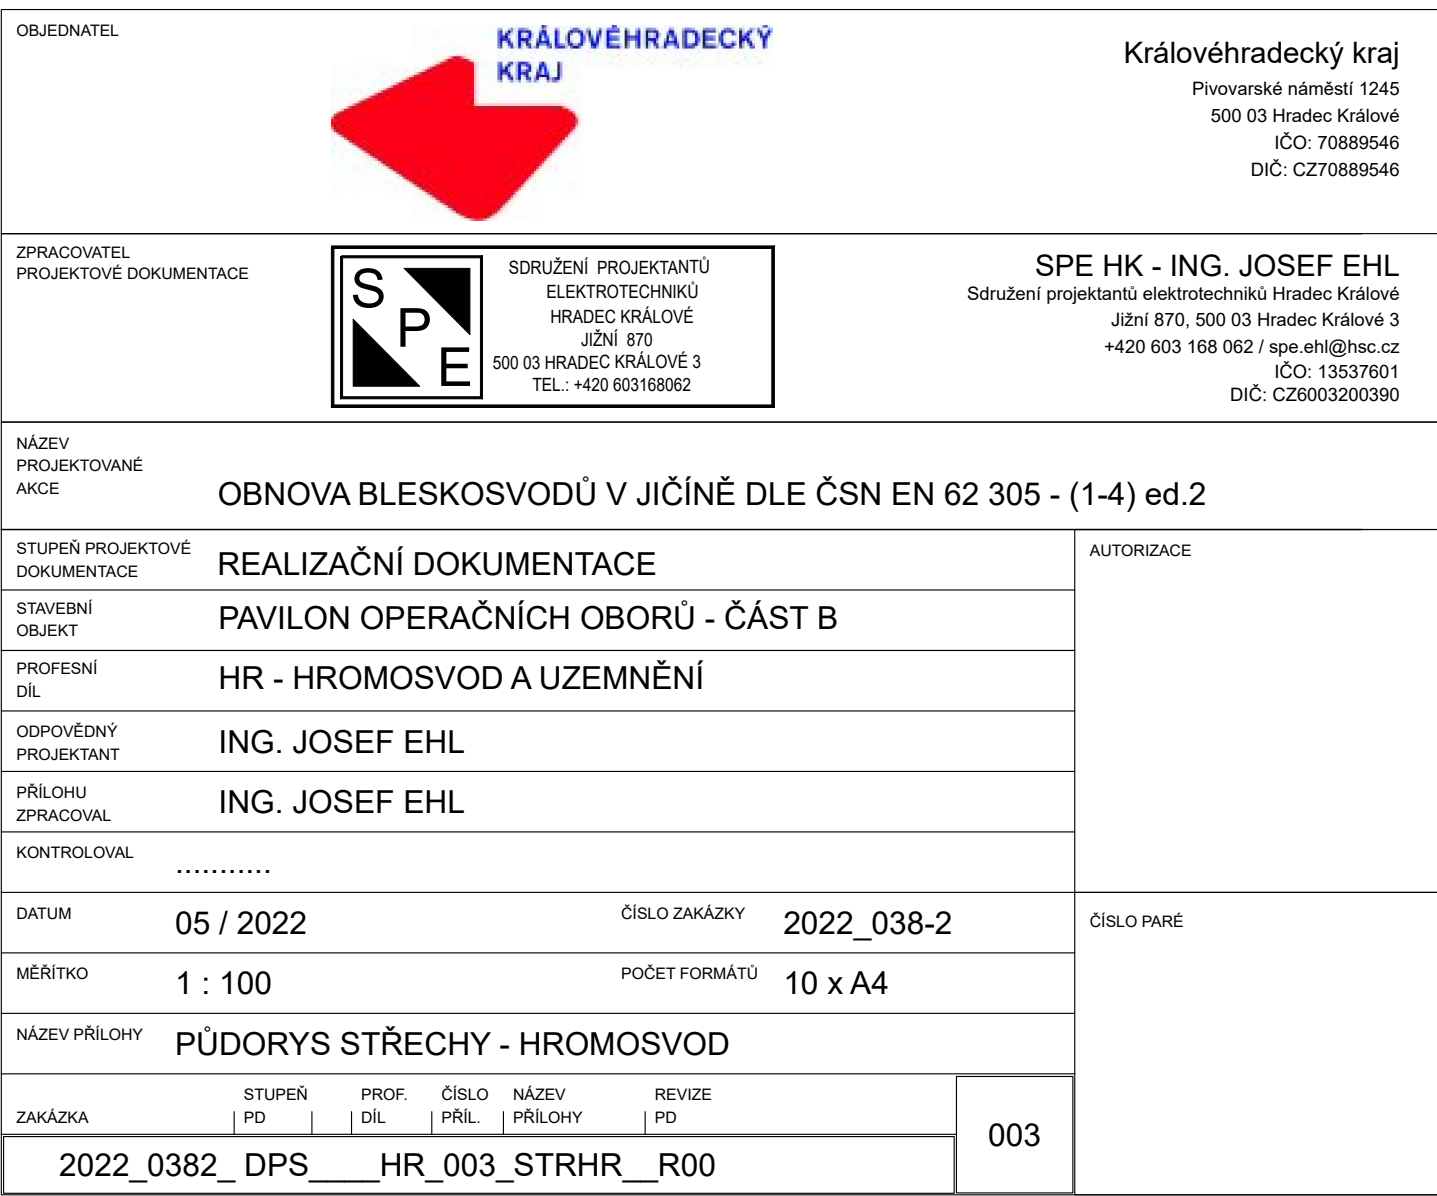 OBJEDNATEL
KRÁLOVÉHRADECKÝ
KRAJ
Královéhradecký kraj
Pivovarské náměstí 1245
500 03 Hradec Králové
IČO: 70889546
DIČ: CZ70889546
ZPRACOVATEL
PROJEKTOVÉ DOKUMENTACE
S
P
E
SDRUŽENÍ PROJEKTANTŮ
ELEKTROTECHNIKŮ
HRADEC KRÁLOVÉ
JIŽNÍ 870
500 03 HRADEC KRÁLOVÉ 3
TEL.: +420 603168062
SPE HK - ING. JOSEF EHL
Sdružení projektantů elektrotechniků Hradec Králové
Jižní 870, 500 03 Hradec Králové 3
+420 603 168 062 / spe.ehl@hsc.cz
IČO: 13537601
DIČ: CZ6003200390
NÁZEV
PROJEKTOVANÉ
AKCE
OBNOVA BLESKOSVODŮ V JIČÍNĚ DLE ČSN EN 62 305 - (1-4) ed.2
STUPEŇ PROJEKTOVÉ
DOKUMENTACE
REALIZAČNÍ DOKUMENTACE
AUTORIZACE
STAVEBNÍ
OBJEKT
PAVILON OPERAČNÍCH OBORŮ - ČÁST B
PROFESNÍ
DÍL
HR - HROMOSVOD A UZEMNĚNÍ
ODPOVĚDNÝ
PROJEKTANT
ING. JOSEF EHL
PŘÍLOHU
ZPRACOVAL
ING. JOSEF EHL
KONTROLOVAL
...........
DATUM
05 / 2022
ČÍSLO ZAKÁZKY
2022_038-2
ČÍSLO PARÉ
MĚŘÍTKO
1 : 100
POČET FORMÁTŮ
10 x A4
NÁZEV PŘÍLOHY
PŮDORYS STŘECHY - HROMOSVOD
ZAKÁZKA
STUPEŇ
PD
PROF.
DÍL
ČÍSLO
PŘÍL.
NÁZEV
PŘÍLOHY
REVIZE
PD
003
2022_0382_ DPS____HR_003_STRHR__R00